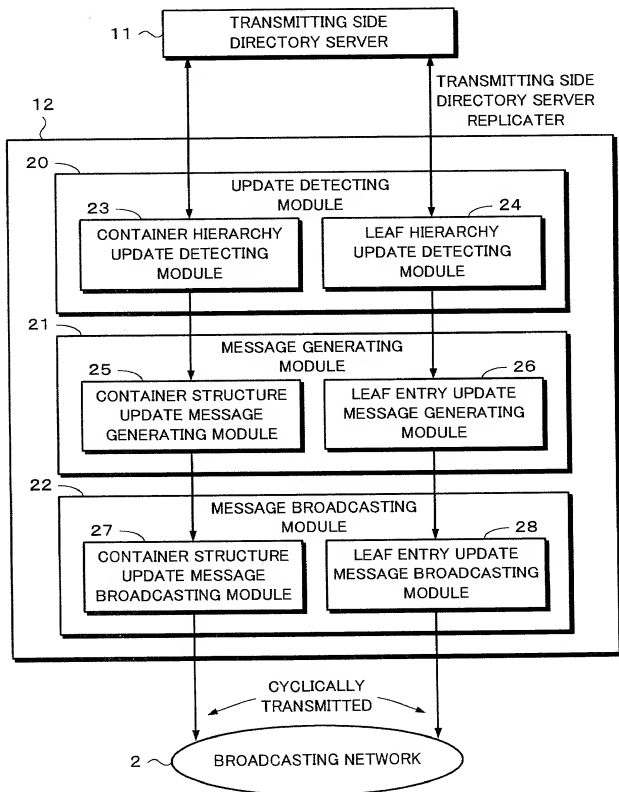 11
TRANSMITTING SIDE
DIRECTORY SERVER
TRANSMITTING SIDE
DIRECTORY SERVER
REPLICATER
12
20
UPDATE DETECTING
MODULE
23
CONTAINER HIERARCHY
UPDATE DETECTING
MODULE
24
LEAF HIERARCHY
UPDATE DETECTING
MODULE
21
MESSAGE GENERATING
MODULE
25
CONTAINER STRUCTURE
UPDATE MESSAGE
GENERATING MODULE
26
LEAF ENTRY UPDATE
MESSAGE GENERATING
MODULE
22
MESSAGE BROADCASTING
MODULE
27
CONTAINER STRUCTURE
UPDATE MESSAGE
BROADCASTING MODULE
28
LEAF ENTRY UPDATE
MESSAGE BROADCASTING
MODULE
CYCLICALLY
TRANSMITTED
2
BROADCASTING NETWORK